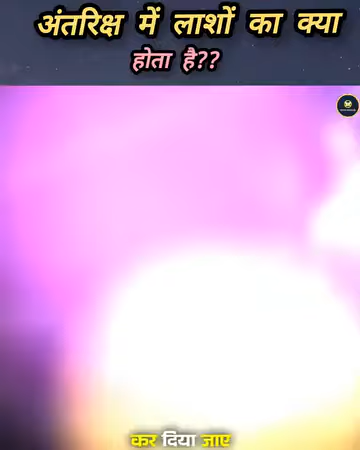 अंतरिक्ष में लाशों का क्या
होता है??
कर दिया जाए